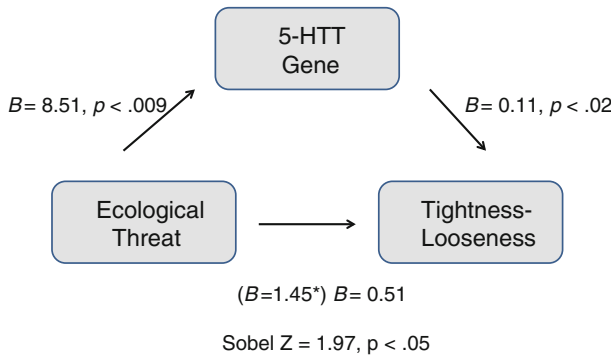 5-HTT
Gene
B= 8.51, p < .009
B= 0.11, p < .02
Ecological
Threat
Tightness-
Looseness
(B=1.45*) B= 0.51
Sobel Z = 1.97, p < .05